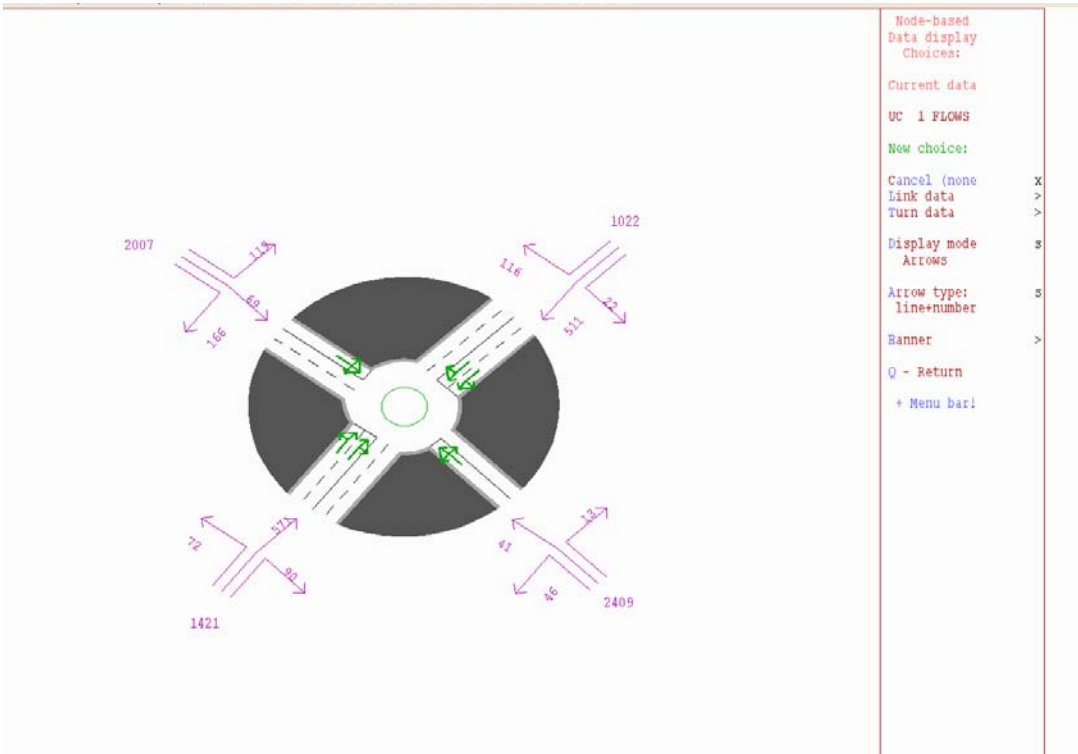 Node-based
Data display
Choices:
Current data
UC 1 FLOWS
New choice:
Cancel (none x
Link data >
Turn data >
Display mode s
Arrows
Arrow type: s
line+number
Banner >
Q - Return
+ Menu bar!
2007
119
69
166
1022
116
22
511
72
571
90
1421
41
13
46
2409